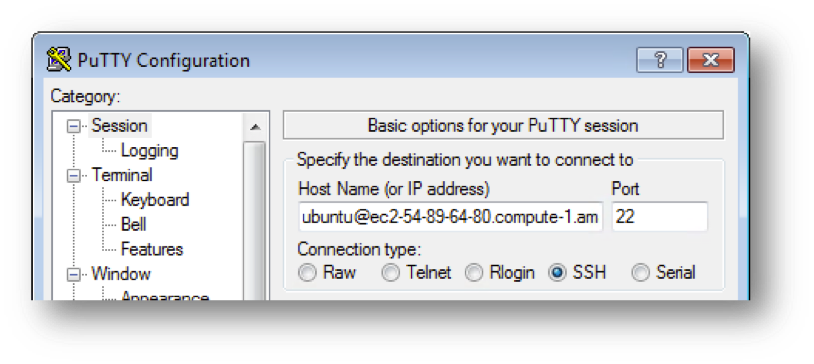 PuTTY Configuration
?
Category:
Session
Logging
Terminal
Keyboard
Bell
Features
Window
Appearance
Basic options for your PuTTY session
Specify the destination you want to connect to
Host Name (or IP address) Port
ubuntu@ec2-54-89-64-80.compute-1.am 22
Connection type:
Raw Telnet Rlogin SSH Serial